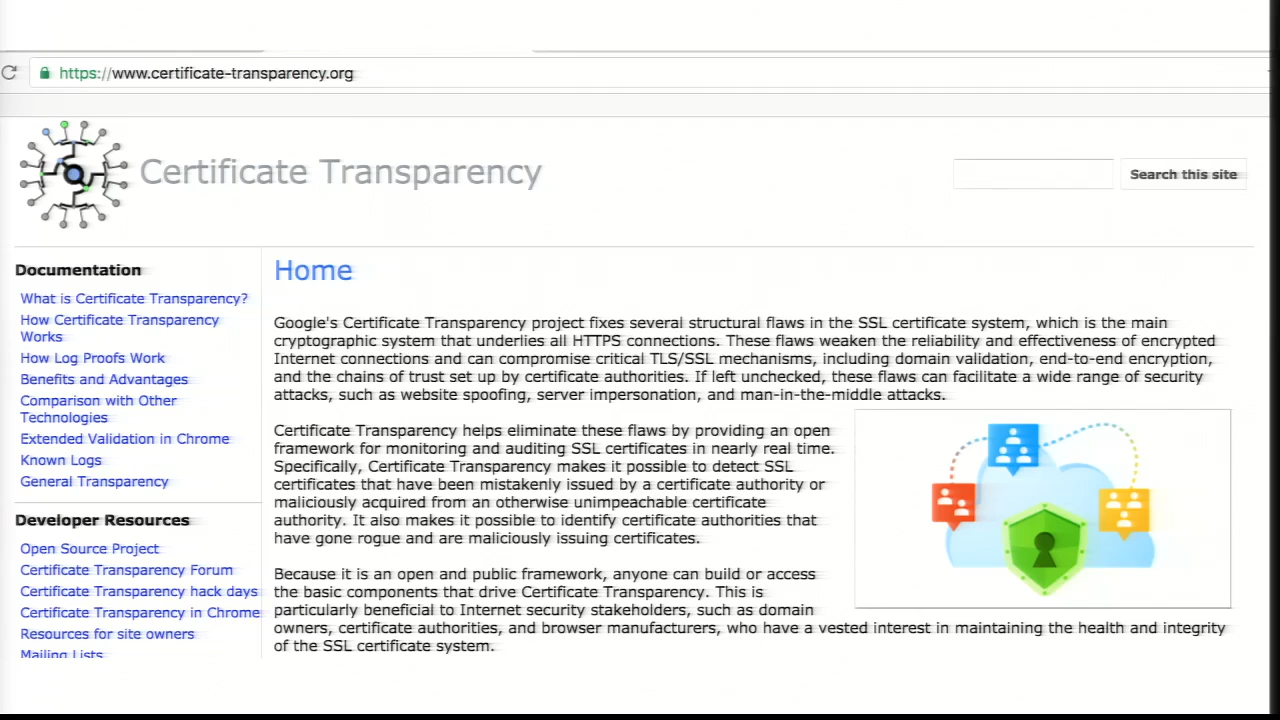 https://www.certificate-transparency.org
Certificate Transparency
Search this site
Documentation
What is Certificate Transparency?
How Certificate Transparency
Works
How Log Proofs Work
Benefits and Advantages
Comparison with Other
Technologies
Extended Validation in Chrome
Known Logs
General Transparency
Developer Resources
Open Source Project
Certificate Transparency Forum
Certificate Transparency hack days
Certificate Transparency in Chrome
Resources for site owners
Mailing Lists
Home
Google's Certificate Transparency project fixes several structural flaws in the SSL certificate system, which is the main
cryptographic system that underlies all HTTPS connections. These flaws weaken the reliability and effectiveness of encrypted
Internet connections and can compromise critical TLS/SSL mechanisms, including domain validation, end-to-end encryption,
and the chains of trust set up by certificate authorities. If left unchecked, these flaws can facilitate a wide range of security
attacks, such as website spoofing, server impersonation, and man-in-the-middle attacks.
Certificate Transparency helps eliminate these flaws by providing an open
framework for monitoring and auditing SSL certificates in nearly real time.
Specifically, Certificate Transparency makes it possible to detect SSL
certificates that have been mistakenly issued by a certificate authority or
maliciously acquired from an otherwise unimpeachable certificate
authority. It also makes it possible to identify certificate authorities that
have gone rogue and are maliciously issuing certificates.
Because it is an open and public framework, anyone can build or access
the basic components that drive Certificate Transparency. This is
particularly beneficial to Internet security stakeholders, such as domain
owners, certificate authorities, and browser manufacturers, who have a vested interest in maintaining the health and integrity
of the SSL certificate system.